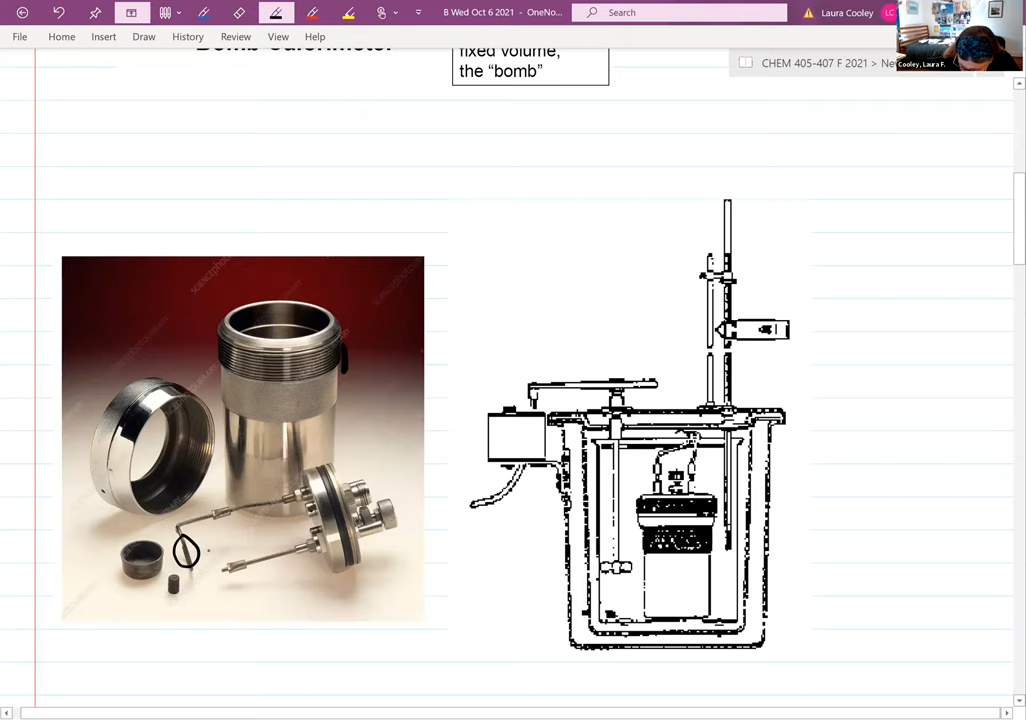 B Wed Oct 6 2021 - OneNo...
Search
Laura Cooley
LC
File
Home
Insert
Draw
History
Review
View
Help
Cooley, Laura F.
CHEM 405-407 F 2021 >
fixed volume,
the “bomb”